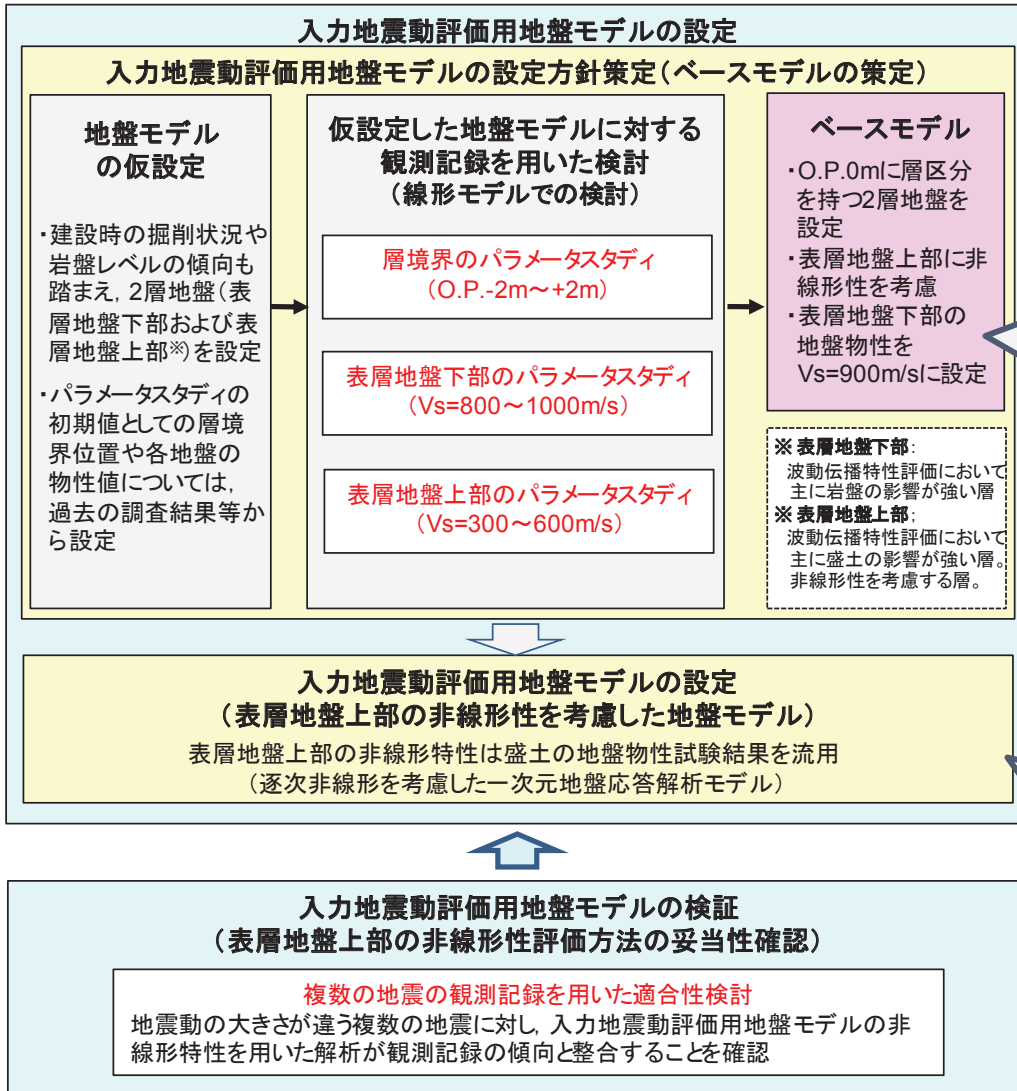 入力地震動評価用地盤モデルの設定
入力地震動評価用地盤モデルの設定方針策定(ベースモデルの策定)
地盤モデル
の仮設定
・建設時の掘削状況や
岩盤レベルの傾向も
踏まえ，2層地盤(表
層地盤下部および表
層地盤上部※)を設定
・パラメータスタディの
初期値としての層境
界位置や各地盤の
物性値については，
過去の調査結果等か
ら設定
仮設定した地盤モデルに対する
観測記録を用いた検討
(線形モデルでの検討)
層境界のパラメータスタディ
(O.P.-2m～+2m)
表層地盤下部のパラメータスタディ
(Vs=800～1000m/s)
表層地盤上部のパラメータスタディ
(Vs=300～600m/s)
ベースモデル
・O.P.0mに層区分
を持つ2層地盤を
設定
・表層地盤上部に非
線形性を考慮
・表層地盤下部の
地盤物性を
Vs=900m/sに設定
※ 表層地盤下部:
波動伝播特性評価において
主に岩盤の影響が強い層
※ 表層地盤上部;
波動伝播特性評価において
主に盛土の影響が強い層。
非線形性を考慮する層。
入力地震動評価用地盤モデルの設定
(表層地盤上部の非線形性を考慮した地盤モデル)
表層地盤上部の非線形特性は盛土の地盤物性試験結果を流用
(逐次非線形を考慮した一次元地盤応答解析モデル)
入力地震動評価用地盤モデルの検証
(表層地盤上部の非線形性評価方法の妥当性確認)
複数の地震の観測記録を用いた適合性検討
地震動の大きさが違う複数の地震に対し，入力地震動評価用地盤モデルの非
線形特性を用いた解析が観測記録の傾向と整合することを確認